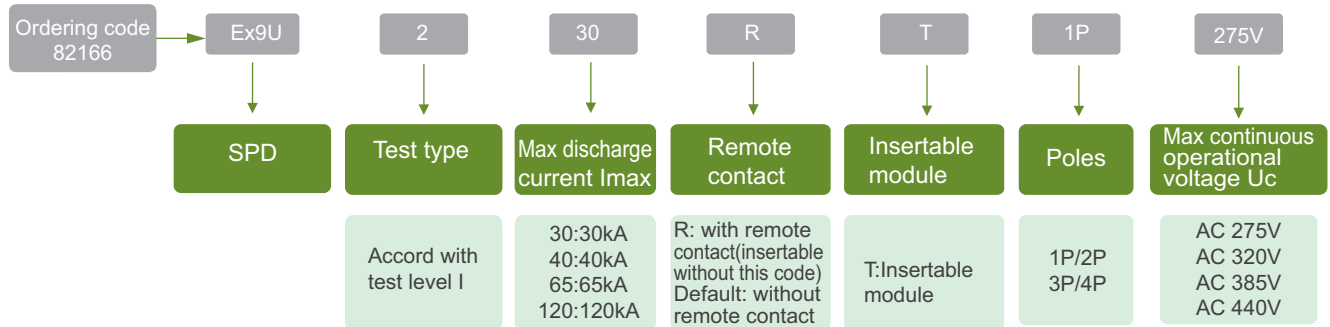 Ordering code
82166
Ex9U
2
30
R
T
1P
275V
SPD
Test type
Max discharge
current Imax
Remote
contact
Insertable
module
Poles
Max continuous
operational
voltage Uc
Accord with
test level I
30:30kA
40:40kA
65:65kA
120:120kA
R: with remote
contact(insertable
without this code)
Default: without
remote contact
T:Insertable
module
1P/2P
3P/4P
AC 275V
AC 320V
AC 385V
AC 440V